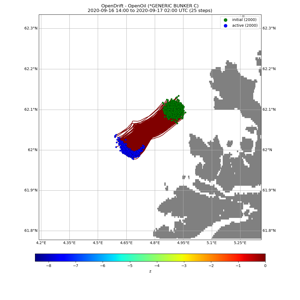 OpenDrift - OpenOil (*GENERIC BUNKER C)
2020-09-16 14:00 to 2020-09-17 02:00 UTC (25 steps)
initial (2000)
active (2000)
62.3°N 62.3°N
62.2°N 62.2°N
62.1°N 62.1°N
62°N 62°N
61.9°N 61.9°N
61.8°N 61.8°N
4.2°E 4.35°E 4.5°E 4.65°E 4.8°E 4.95°E 5.1°E 5.25°E
−8 −7 −6 −5 −4 −3 −2 −1 0
z